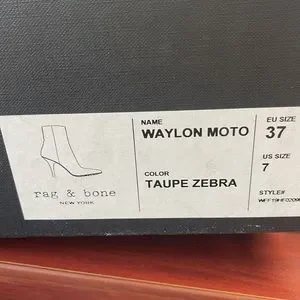 NAME
WAYLON MOTO
COLOR
TAUPE ZEBRA
EU SIZE
37
US SIZE
7
STYLE#
rag & bone
NEW YORK